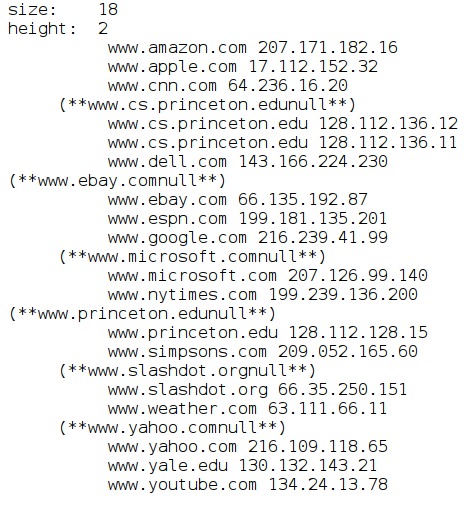 size:    18
height:  2
          www.amazon.com 207.171.182.16
          www.apple.com 17.112.152.32
          www.cnn.com 64.236.16.20
     (**www.cs.princeton.edunull**)
          www.cs.princeton.edu 128.112.136.12
          www.cs.princeton.edu 128.112.136.11
          www.dell.com 143.166.224.230
(**www.ebay.comnull**)
          www.ebay.com 66.135.192.87
          www.espn.com 199.181.135.201
          www.google.com 216.239.41.99
     (**www.microsoft.comnull**)
          www.microsoft.com 207.126.99.140
          www.nytimes.com 199.239.136.200
(**www.princeton.edunull**)
          www.princeton.edu 128.112.128.15
          www.simpsons.com 209.052.165.60
     (**www.slashdot.orgnull**)
          www.slashdot.org 66.35.250.151
          www.weather.com 63.111.66.11
     (**www.yahoo.comnull**)
          www.yahoo.com 216.109.118.65
          www.yale.edu 130.132.143.21
          www.youtube.com 134.24.13.78